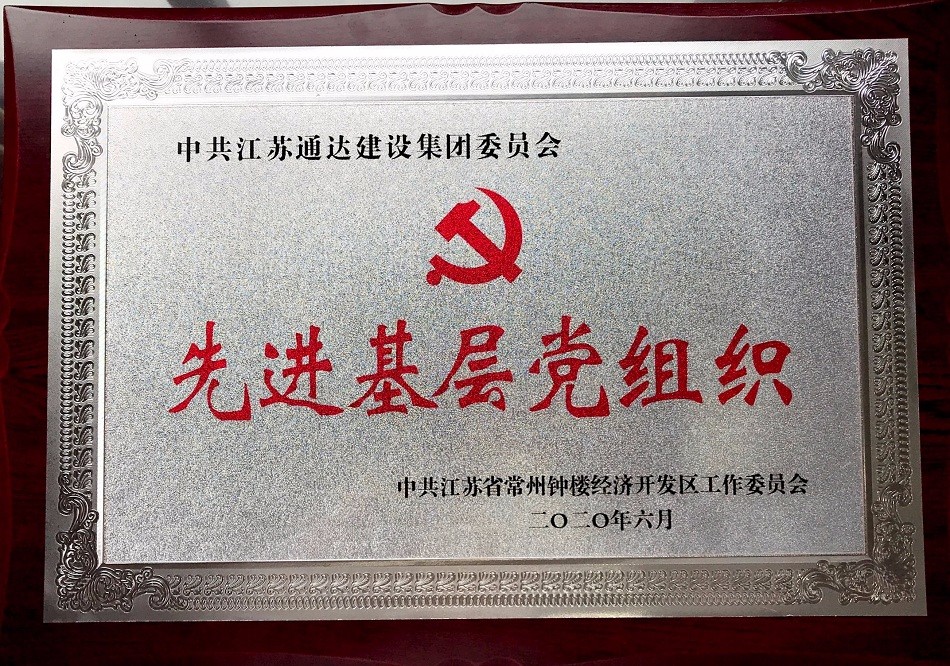 中共江苏通达建设集团委员会
先进基层党组织
中共江苏省常州钟楼经济开发区工作委员会
二〇二〇年六月